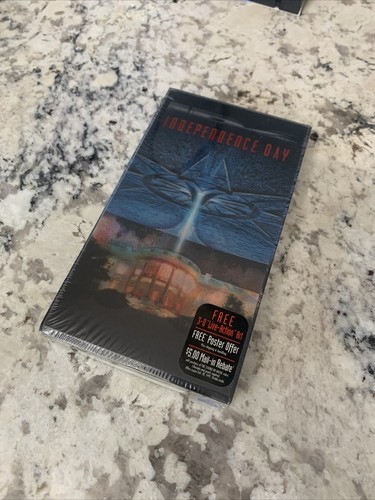 INDEPENDENCE DAY
FREE
3-D "Live-Action" Art
FREE Poster Offer
$5.00 Mail-in Rebate*